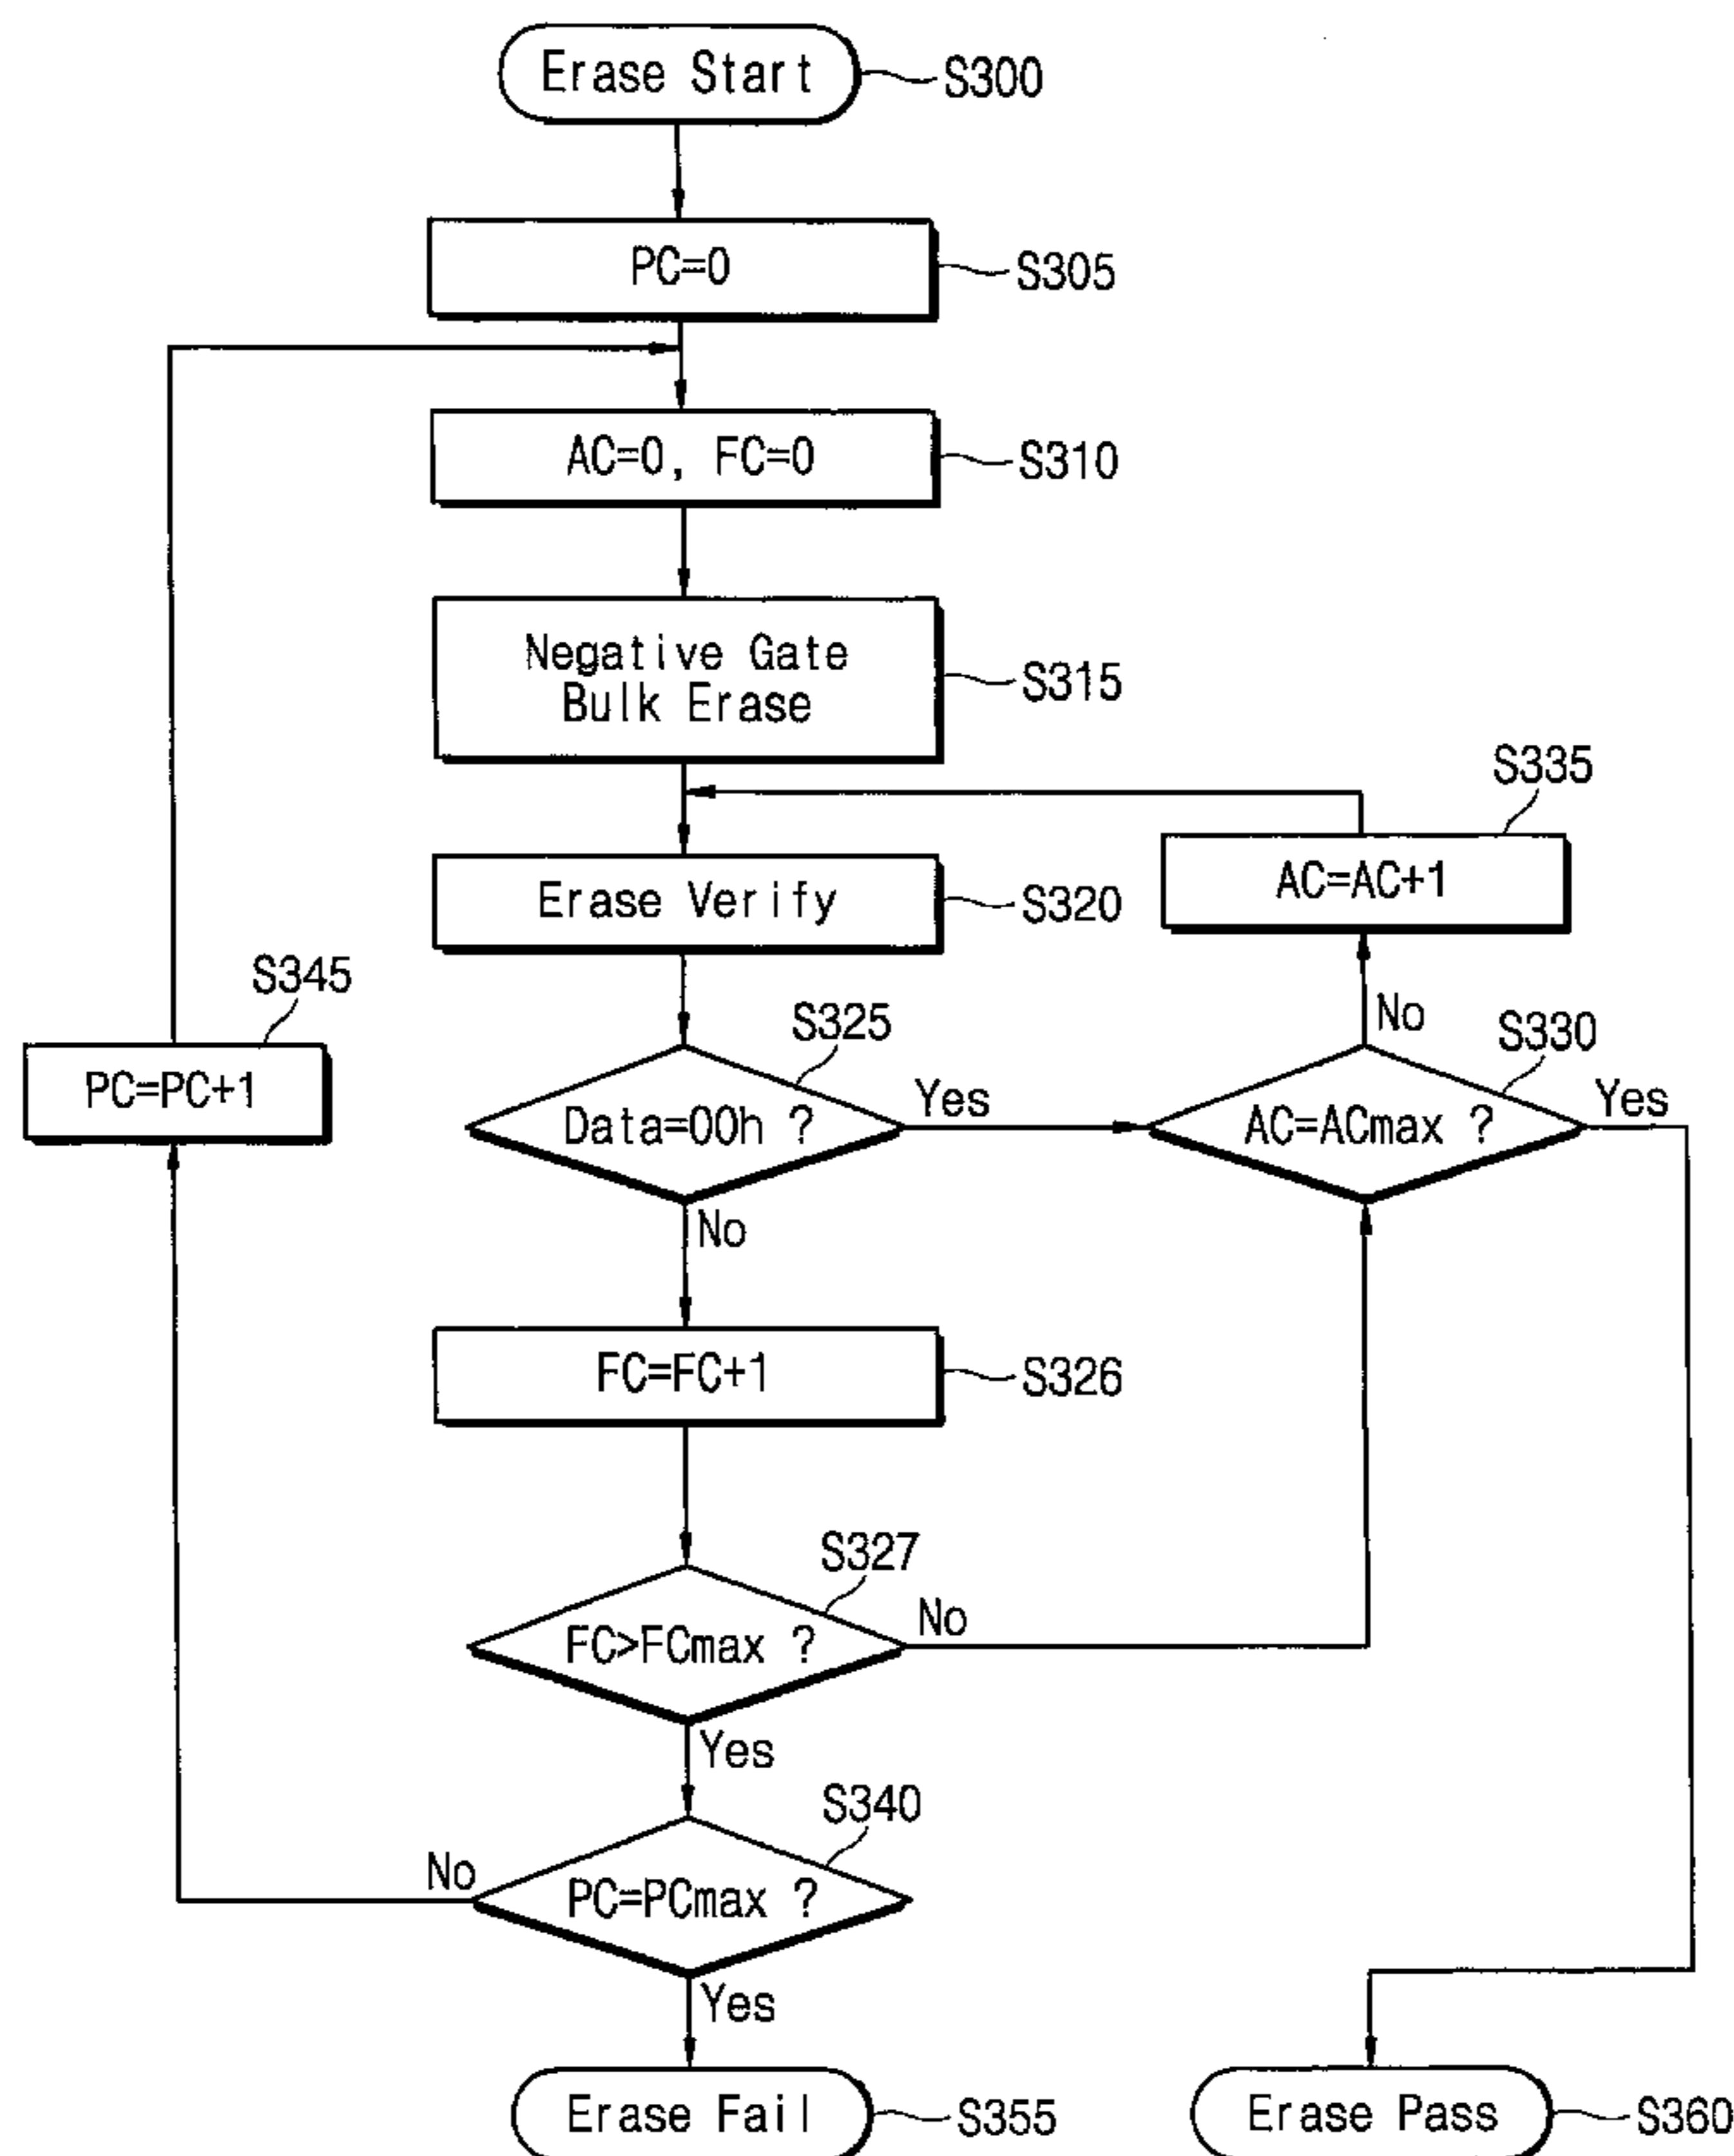 Erase Start
S300
PC=0
S305
AC=0, FC=0
S310
Negative Gate
Bulk Erase
S315
S335
AC=AC+1
Erase Verify
S320
S345
PC=PC+1
S325
Data=00h ?
Yes
No
No
S330
AC=ACmax ?
Yes
FC=FC+1
S326
S327
FC>FCmax ?
No
Yes
S340
PC=PCmax ?
No
Yes
Erase Fail
S355
Erase Pass
S360